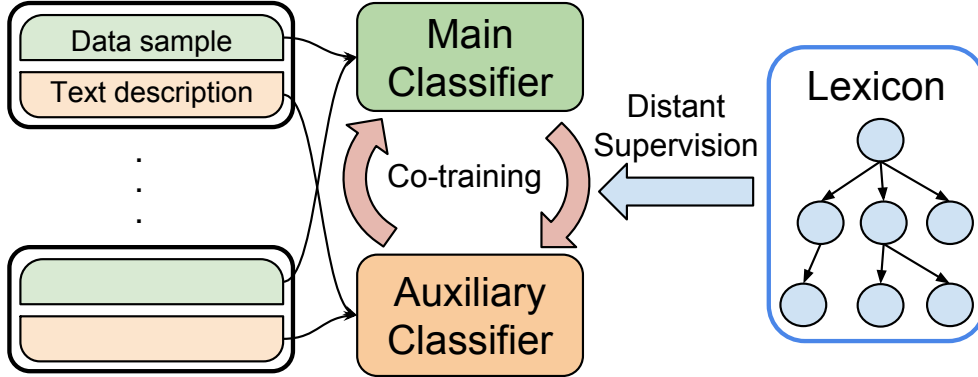 Data sample
Text description
.
.
.
Main
Classifier
Co-training
Auxiliary
Classifier
Distant
Supervision
Lexicon